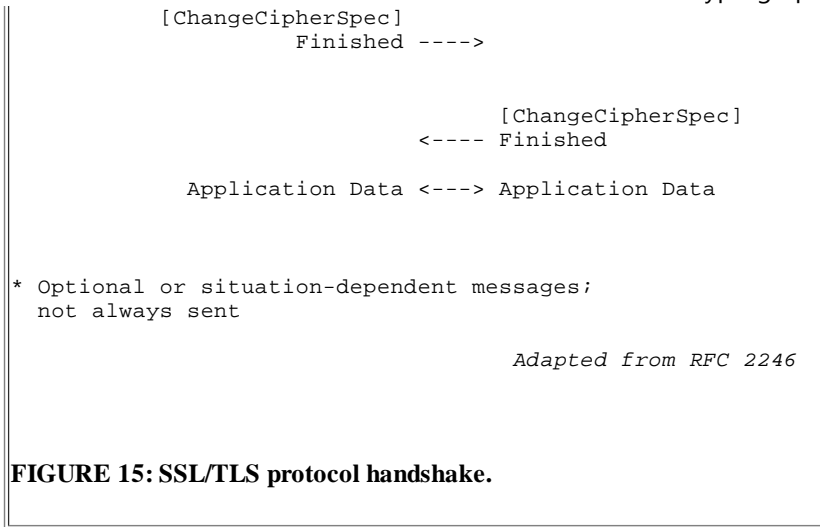 [ChangeCipherSpec]
Finished ---->
[ChangeCipherSpec]
<---- Finished
Application Data <---> Application Data
* Optional or situation-dependent messages;
not always sent
Adapted from RFC 2246
FIGURE 15: SSL/TLS protocol handshake.